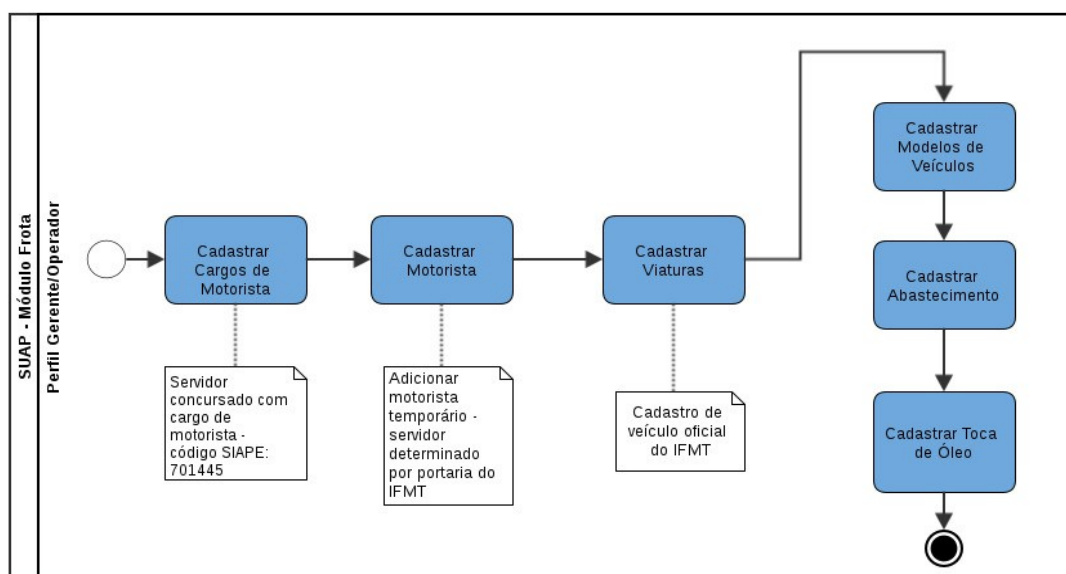 SUAP - Módulo Frota
Perfil Gerente/Operador
Cadastrar
Cargos de
Motorista
Cadastrar
Motorista
Cadastrar
Viaturas
Cadastrar
Modelos de
Veículos
Cadastrar
Abastecimento
Cadastrar Toca
de Óleo
Servidor
concursado com
cargo de
motorista -
código SIAPE:
701445
Adicionar
motorista
temporário -
servidor
determinado
por portaria do
IFMT
Cadastro de
veículo oficial
do IFMT